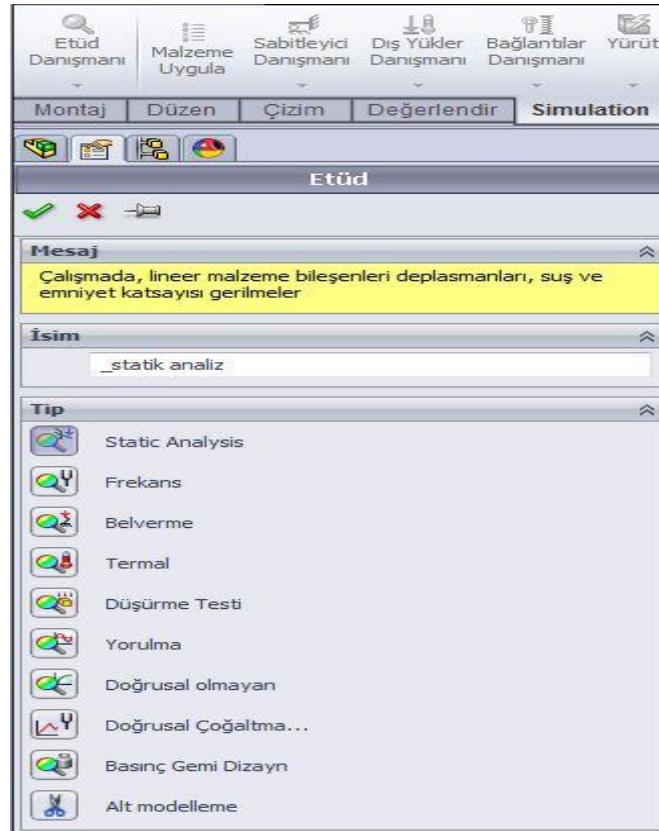 Etüd Danışmanı
Malzeme Uygula
Sabitleyici Danışmanı
Dış Yükler Danışmanı
Bağlantılar Danışmanı
Yürüt
Montaj Düzen Çizim Değerlendir Simulation
Etüd
Mesaj
Çalışmada, lineer malzeme bileşenleri deplasmanları, suş ve
emniyet katsayısı gerilmeler
İsim
_statik analiz
Tip
Static Analysis
Frekans
Belverme
Termal
Düşürme Testi
Yorulma
Doğrusal olmayan
Doğrusal Çoğaltma...
Basınç Gemi Dizayn
Alt modelleme